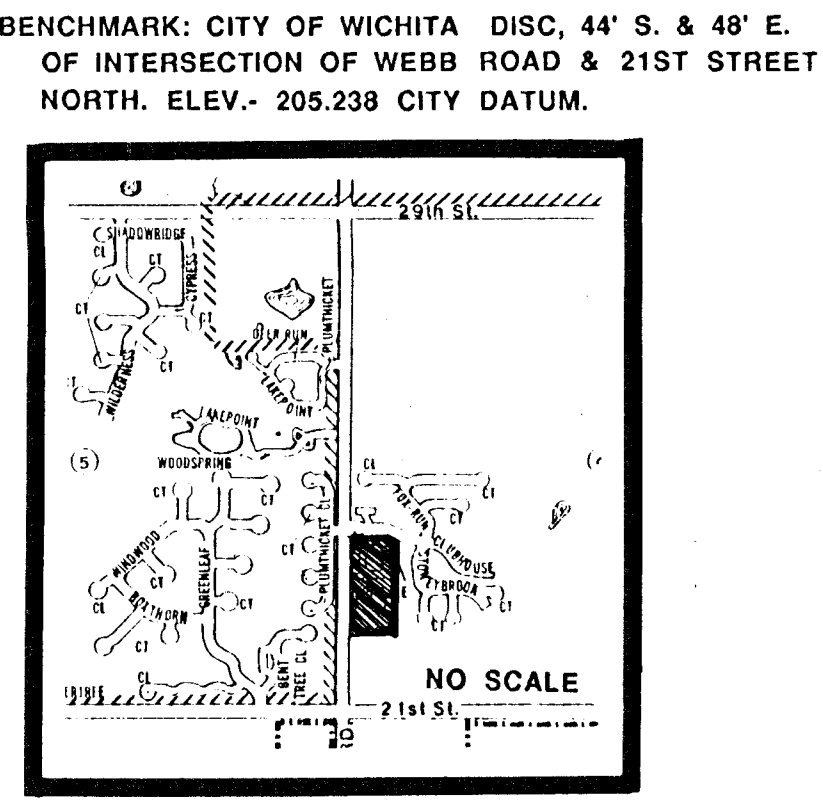 BENCHMARK: CITY OF WICHITA DISC, 44' S. & 48' E.
OF INTERSECTION OF WEBB ROAD & 21ST STREET
NORTH. ELEV.- 205.238 CITY DATUM.
29th St.
SHADOWBRIDGE
CL
CT
CYPRESS
CT
CT
CT
WILDERNESS
PLUMTHICKET
DEER RUN
LAKEPOINT
LAKEPOINT
(5)
WOODSPRING
CL
CT
CT
CT
FOX-RUN
CT
CT
PLUMTHICKET CL
CT
CLUBHOUSE
WINDWOOD
GREENLEAF
CT
CL
BOXTHORN
CT
CT
CT
CT
CL
BENT
TREE CL
NO SCALE
21st St.